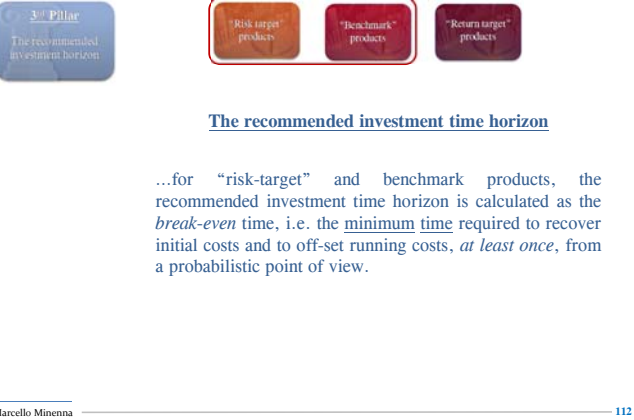 3rd Pillar
The recommended
investment horizon
"Risk target"
products
"Benchmark"
products
"Return target"
products
The recommended investment time horizon
…for "risk-target" and benchmark products, the
recommended investment time horizon is calculated as the
break-even time, i.e. the minimum time required to recover
initial costs and to off-set running costs, at least once, from
a probabilistic point of view.
arcello Minenna
112